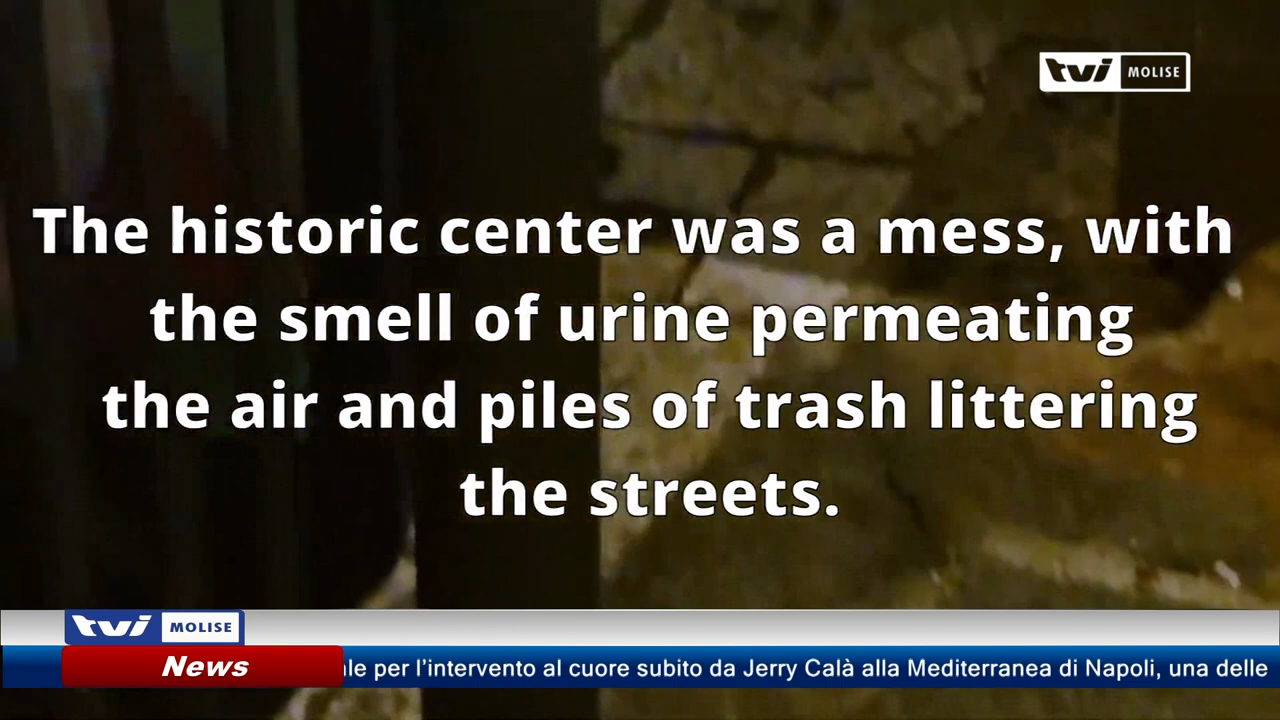 tvi MOLISE
The historic center was a mess, with
the smell of urine permeating
the air and piles of trash littering
the streets.
tvi MOLISE
News
per l'intervento al cuore subito da Jerry Calà alla Mediterranea di Napoli, una delle